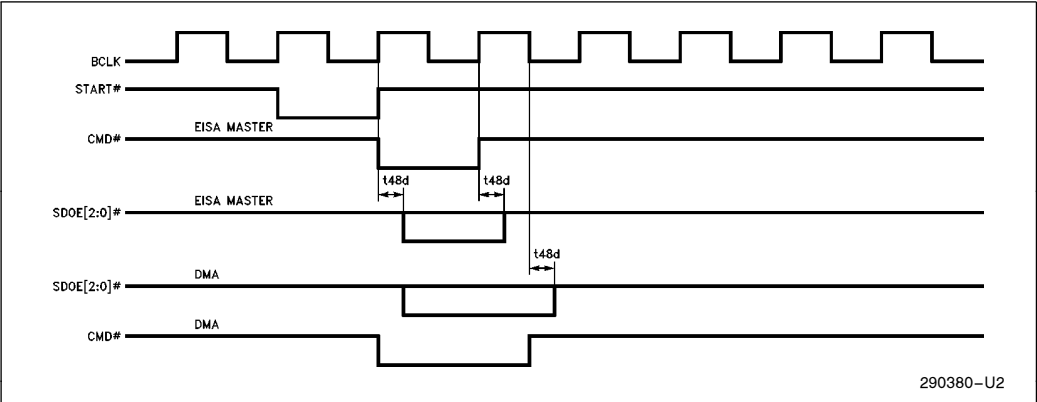 BCLK
START#
EISA MASTER
CMD#
t48d t48d
EISA MASTER
SDOE[2:0]#
t48d
DMA
SDOE[2:0]#
DMA
CMD#
290380–U2